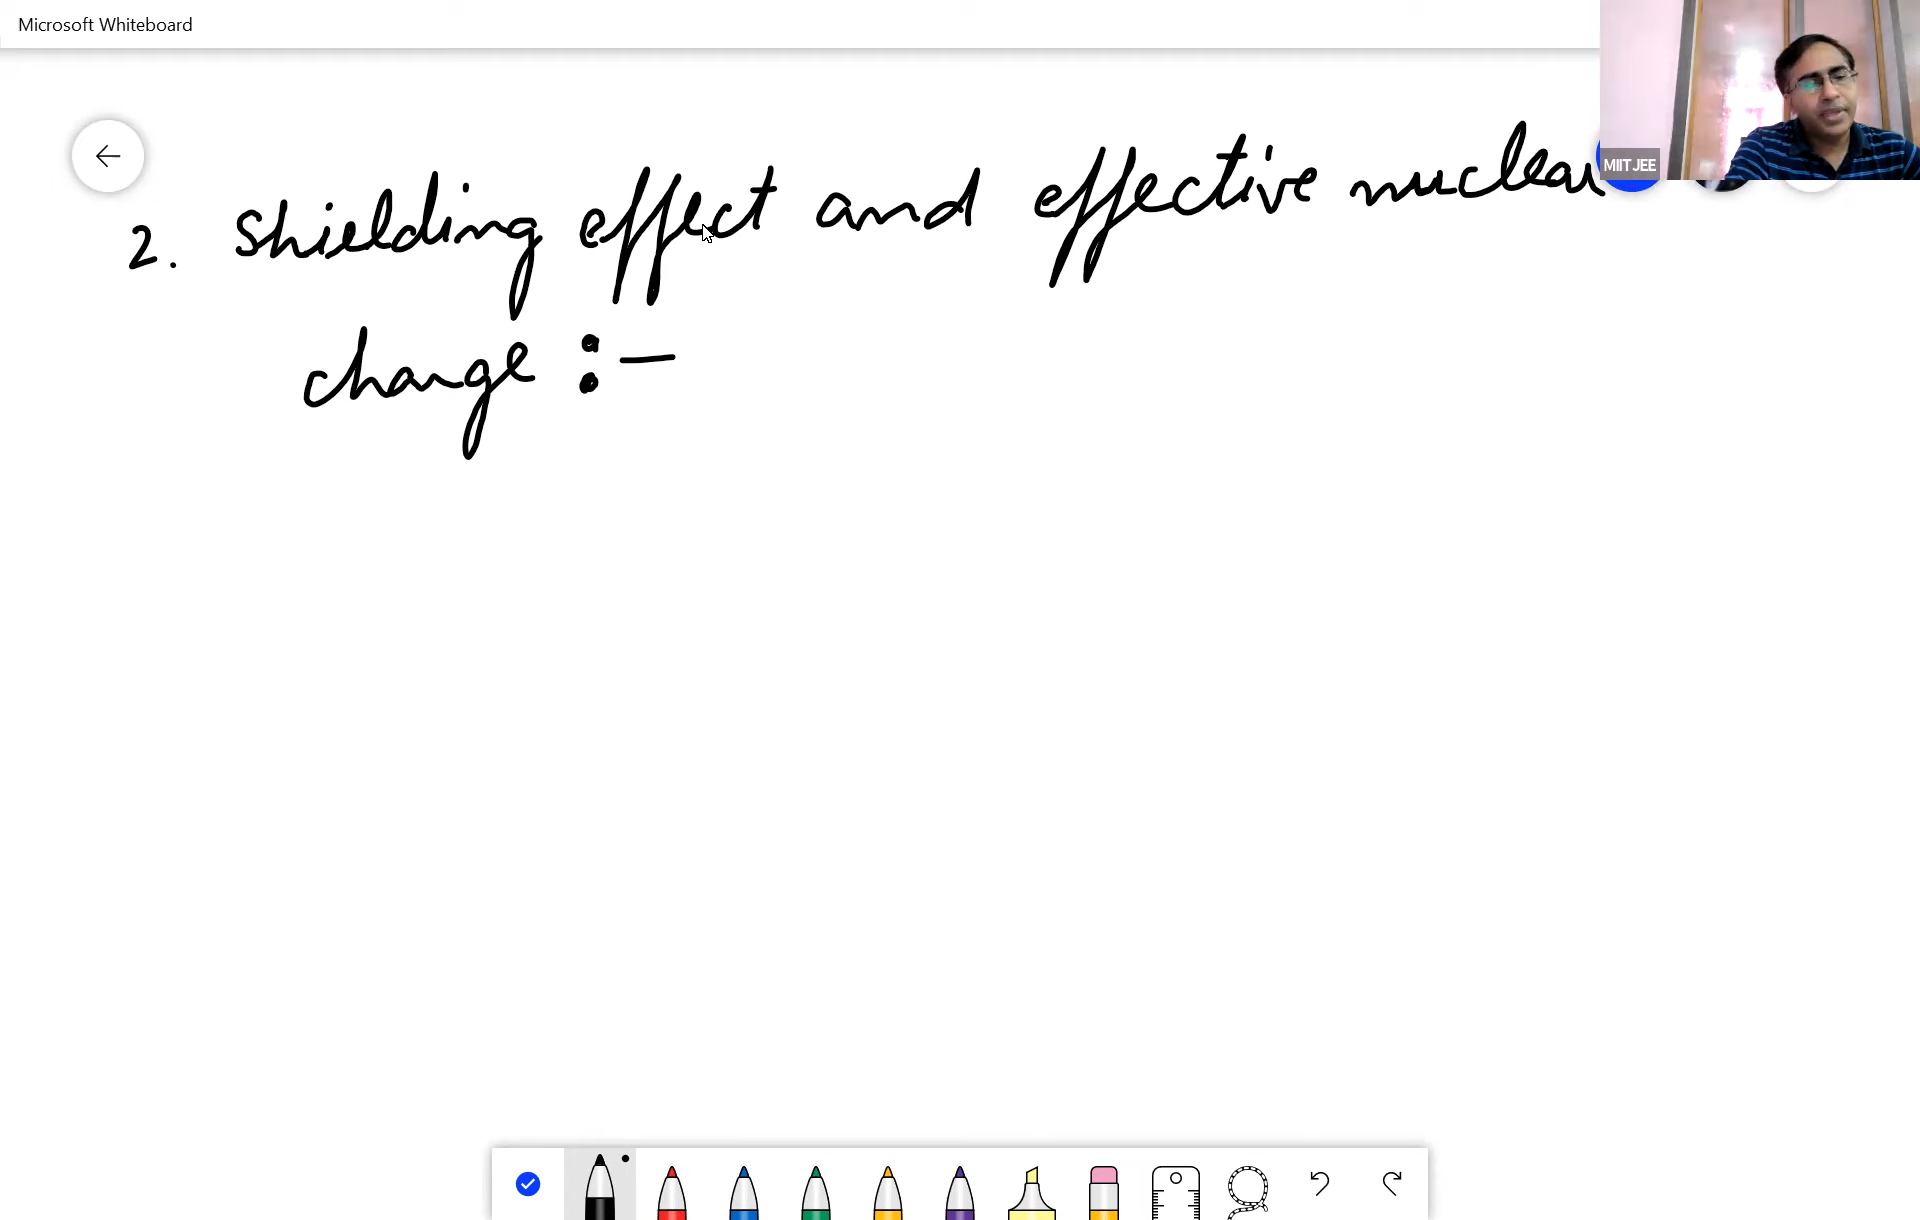 Microsoft Whiteboard
MIIT JEE
2. shielding effect and effective nuclear
charge :-